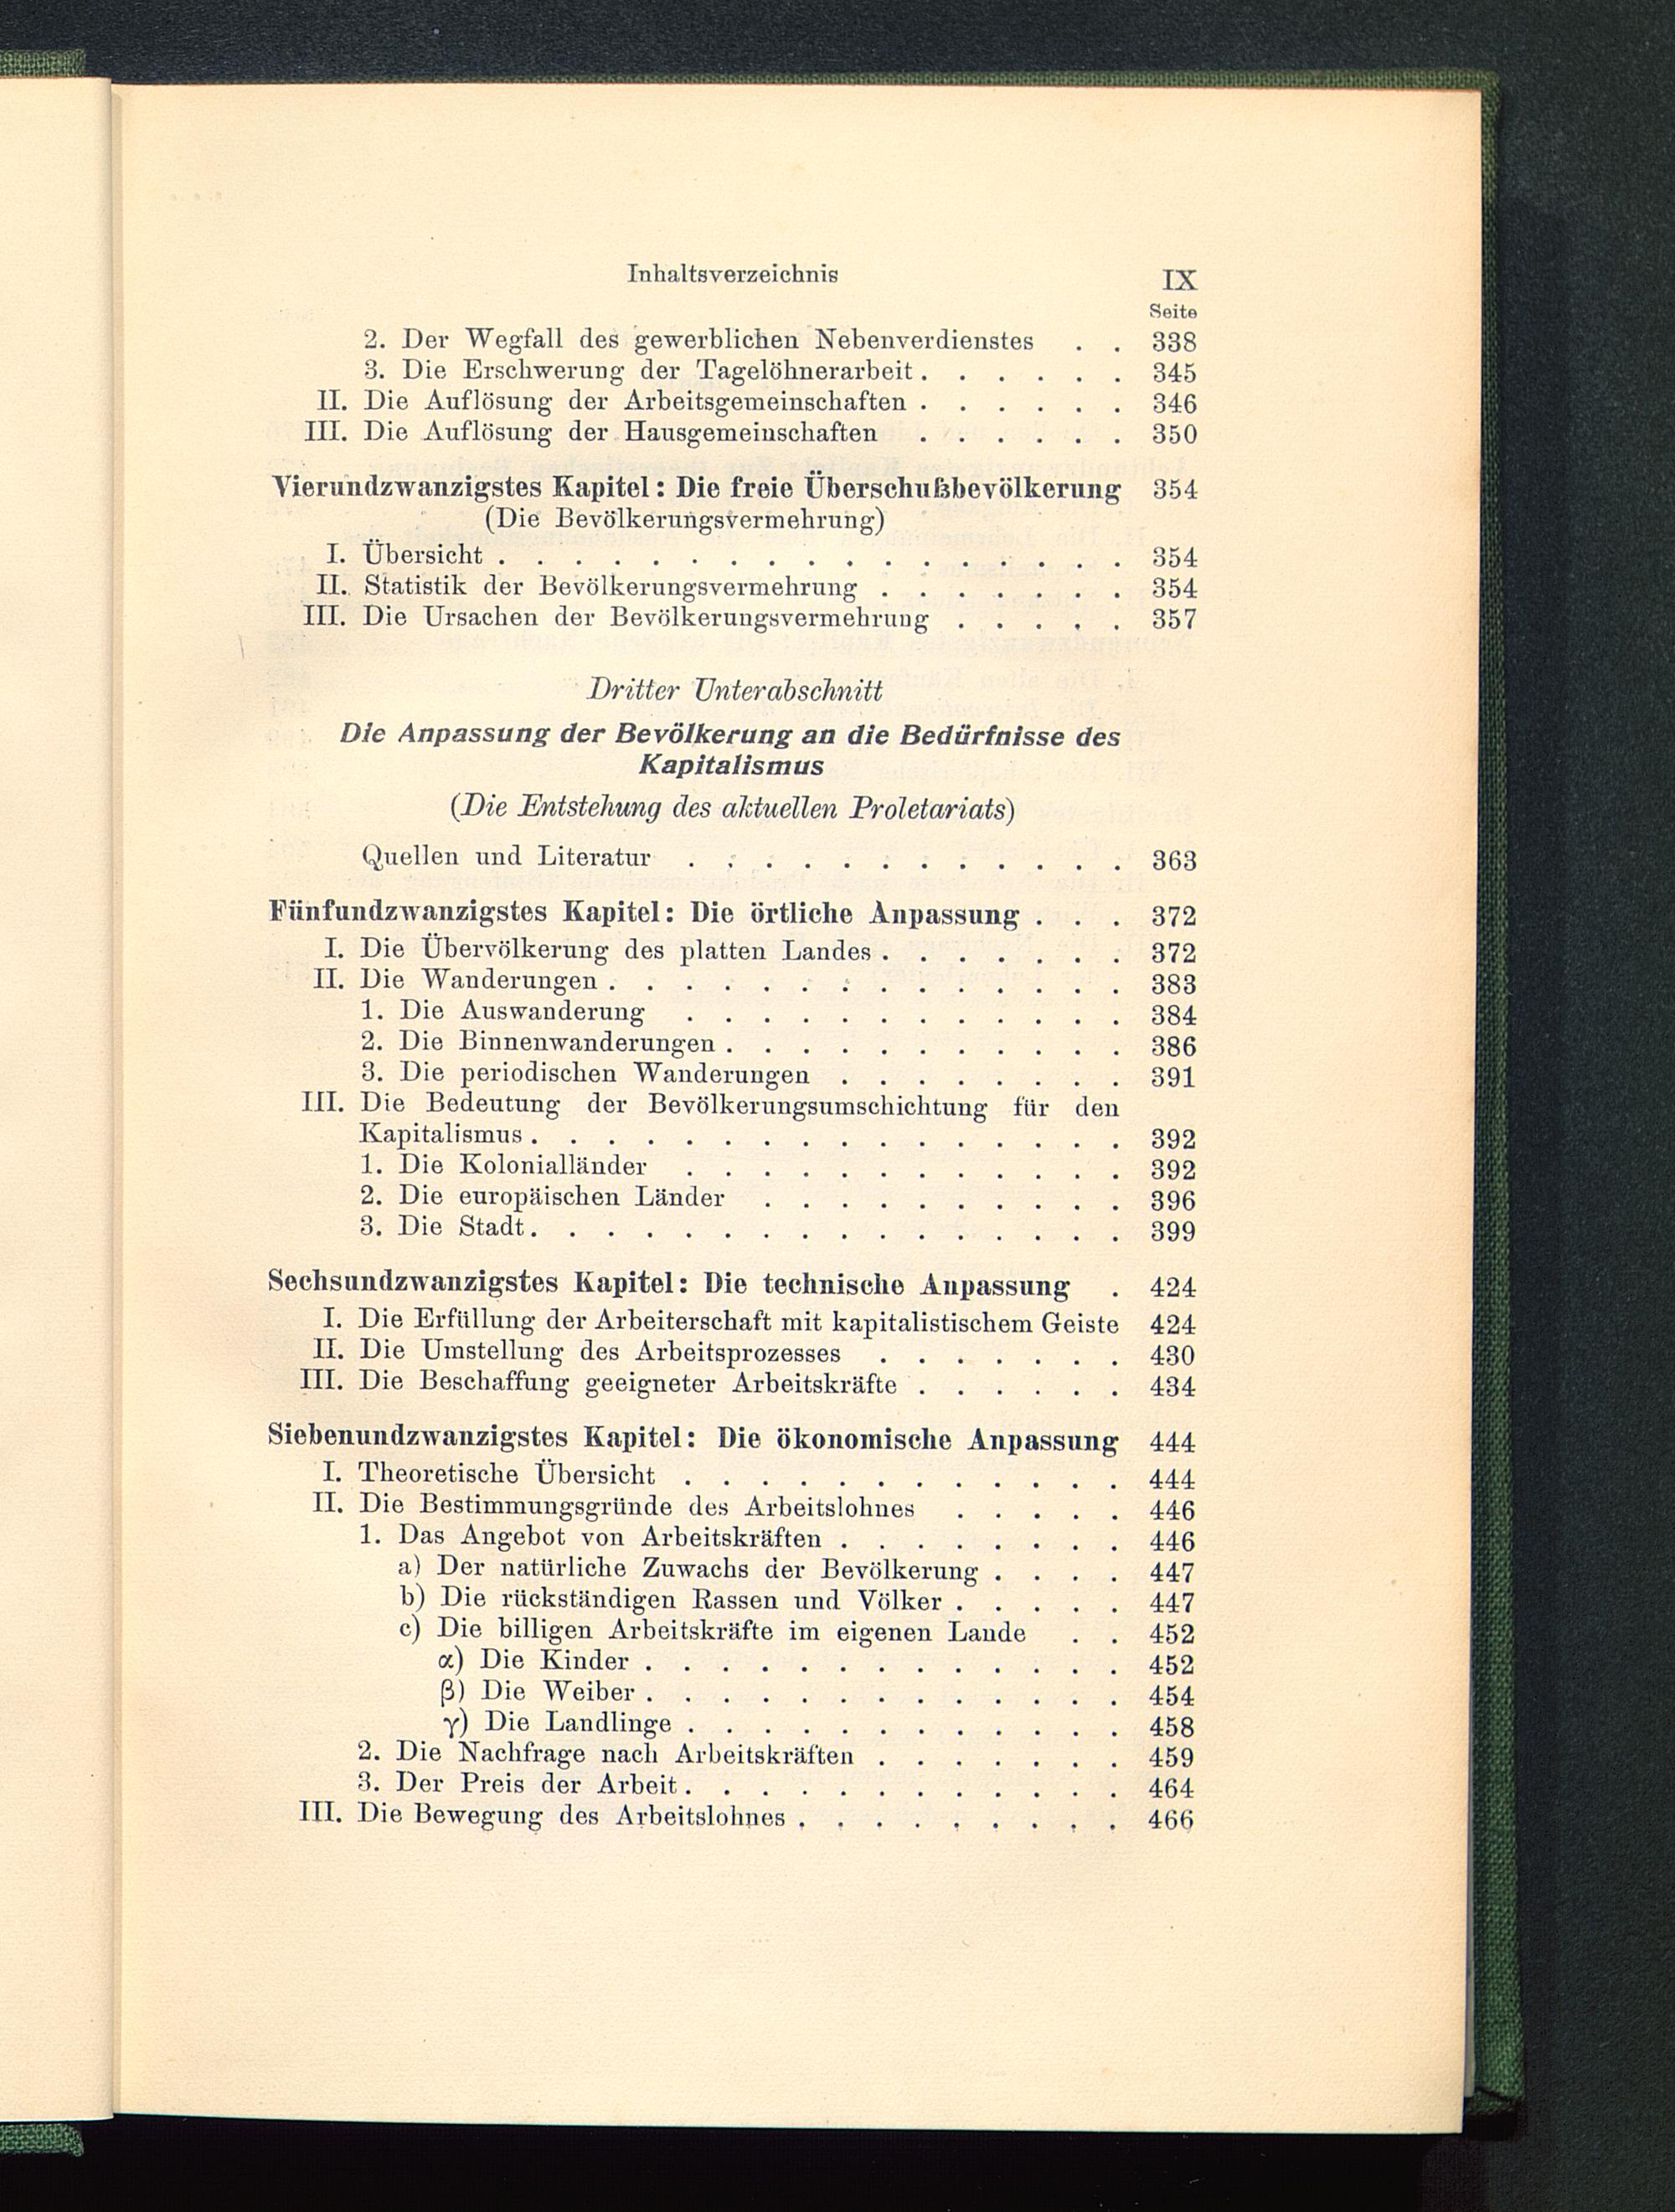 Inhaltsverzeichnis IX
Seite
2. Der Wegfall des gewerblichen Nebenverdienstes . . 338
3. Die Erschwerung der Tagelöhnerarbeit . . . . . . 345
II. Die Auflösung der Arbeitsgemeinschaften . . . . . . 346
III. Die Auflösung der Hausgemeinschaften . . . . . . 350
Vierundzwanzigstes Kapitel: Die freie Überschußbevölkerung 354
(Die Bevölkerungsvermehrung)
I. Übersicht . . . . . . . . . . . . . . . . . 354
II. Statistik der Bevölkerungsvermehrung . . . . . . . 354
III. Die Ursachen der Bevölkerungsvermehrung . . . . . 357
Dritter Unterabschnitt
Die Anpassung der Bevölkerung an die Bedürfnisse des
Kapitalismus
(Die Entstehung des aktuellen Proletariats)
Quellen und Literatur . . . . . . . . . . . . 363
Fünfundzwanzigstes Kapitel: Die örtliche Anpassung . . . 372
I. Die Übervölkerung des platten Landes . . . . . . . 372
II. Die Wanderungen . . . . . . . . . . . . . . 383
1. Die Auswanderung . . . . . . . . . . . . 384
2. Die Binnenwanderungen . . . . . . . . . . . 386
3. Die periodischen Wanderungen . . . . . . . . 391
III. Die Bedeutung der Bevölkerungsumschichtung für den
Kapitalismus . . . . . . . . . . . . . . . . 392
1. Die Kolonialländer . . . . . . . . . . . . 392
2. Die europäischen Länder . . . . . . . . . . 396
3. Die Stadt . . . . . . . . . . . . . . . . 399
Sechsundzwanzigstes Kapitel: Die technische Anpassung . 424
I. Die Erfüllung der Arbeiterschaft mit kapitalistischem Geiste 424
II. Die Umstellung des Arbeitsprozesses . . . . . . . 430
III. Die Beschaffung geeigneter Arbeitskräfte . . . . . . 434
Siebenundzwanzigstes Kapitel: Die ökonomische Anpassung 444
I. Theoretische Übersicht . . . . . . . . . . . . 444
II. Die Bestimmungsgründe des Arbeitslohnes . . . . . 446
1. Das Angebot von Arbeitskräften . . . . . . . . 446
a) Der natürliche Zuwachs der Bevölkerung . . . . 447
b) Die rückständigen Rassen und Völker . . . . . 447
c) Die billigen Arbeitskräfte im eigenen Lande . . 452
α) Die Kinder . . . . . . . . . . . . . 452
β) Die Weiber . . . . . . . . . . . . . 454
γ) Die Landlinge . . . . . . . . . . . . 458
2. Die Nachfrage nach Arbeitskräften . . . . . . . 459
3. Der Preis der Arbeit . . . . . . . . . . . . 464
III. Die Bewegung des Arbeitslohnes . . . . . . . . . 466